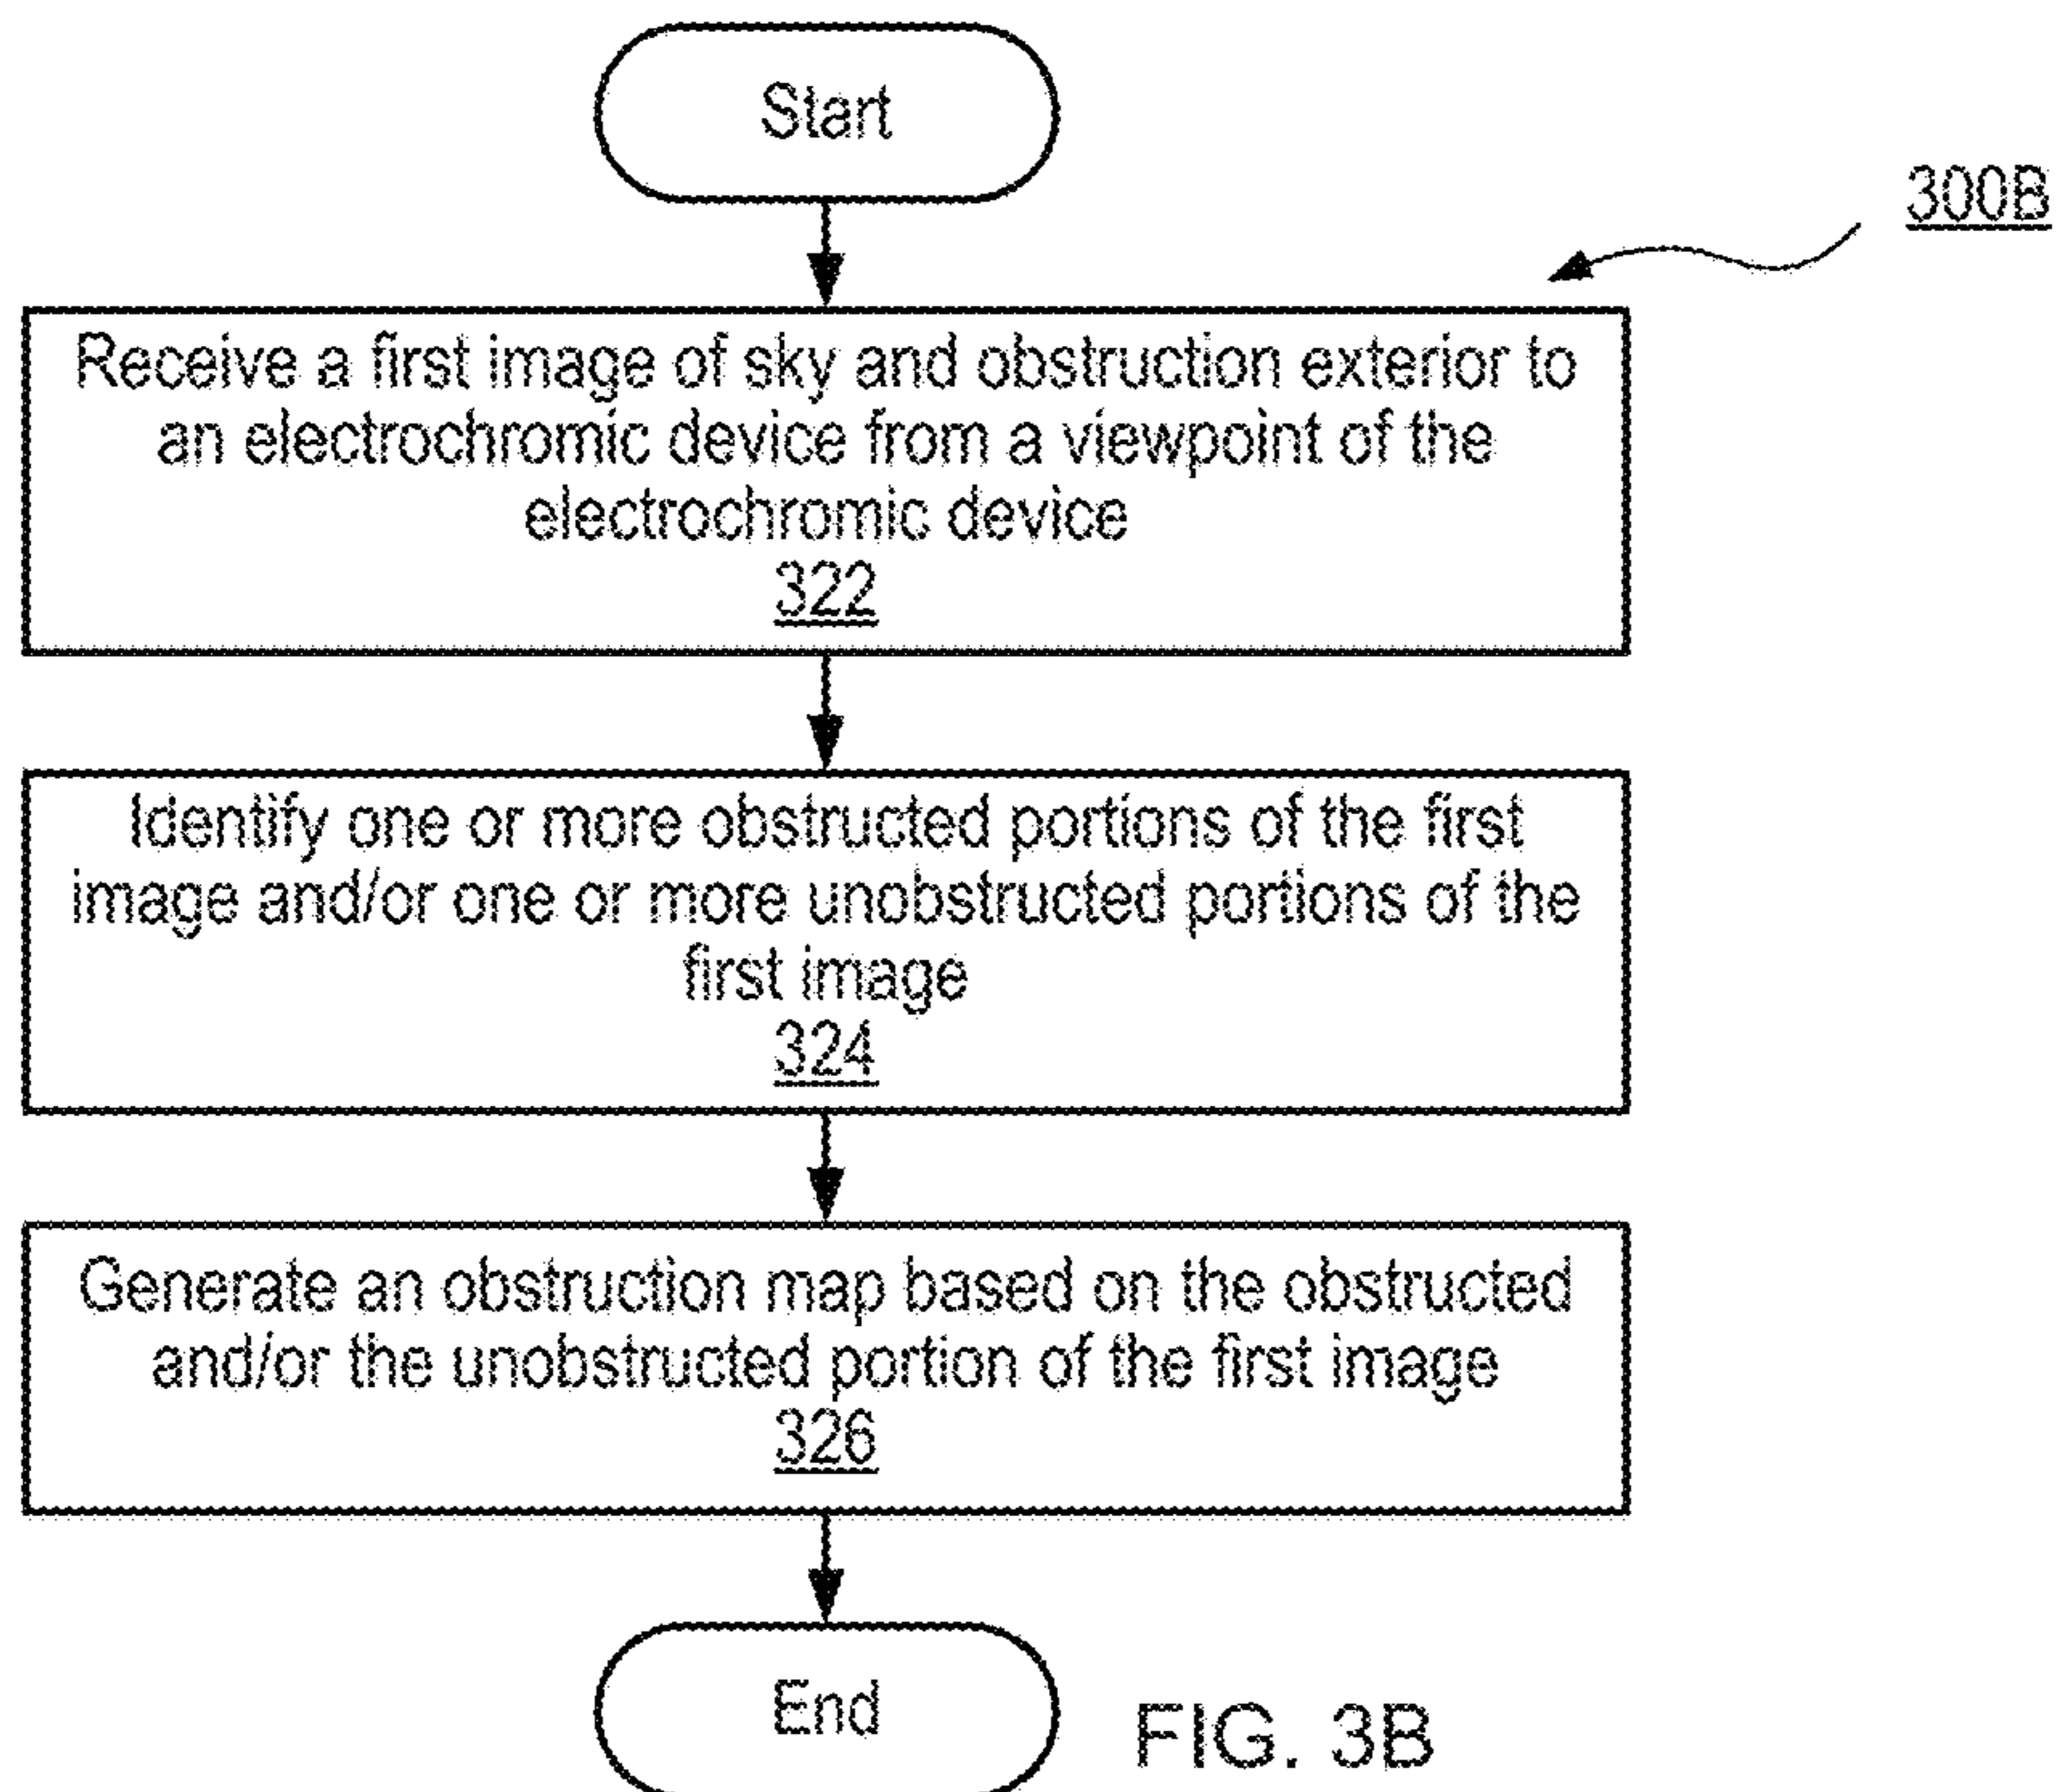 Start
300B
Receive a first image of sky and obstruction exterior to
an electrochromic device from a viewpoint of the
electrochromic device
322
Identify one or more obstructed portions of the first
image and/or one or more unobstructed portions of the
first image
324
Generate an obstruction map based on the obstructed
and/or the unobstructed portion of the first image
326
End
FIG. 3B